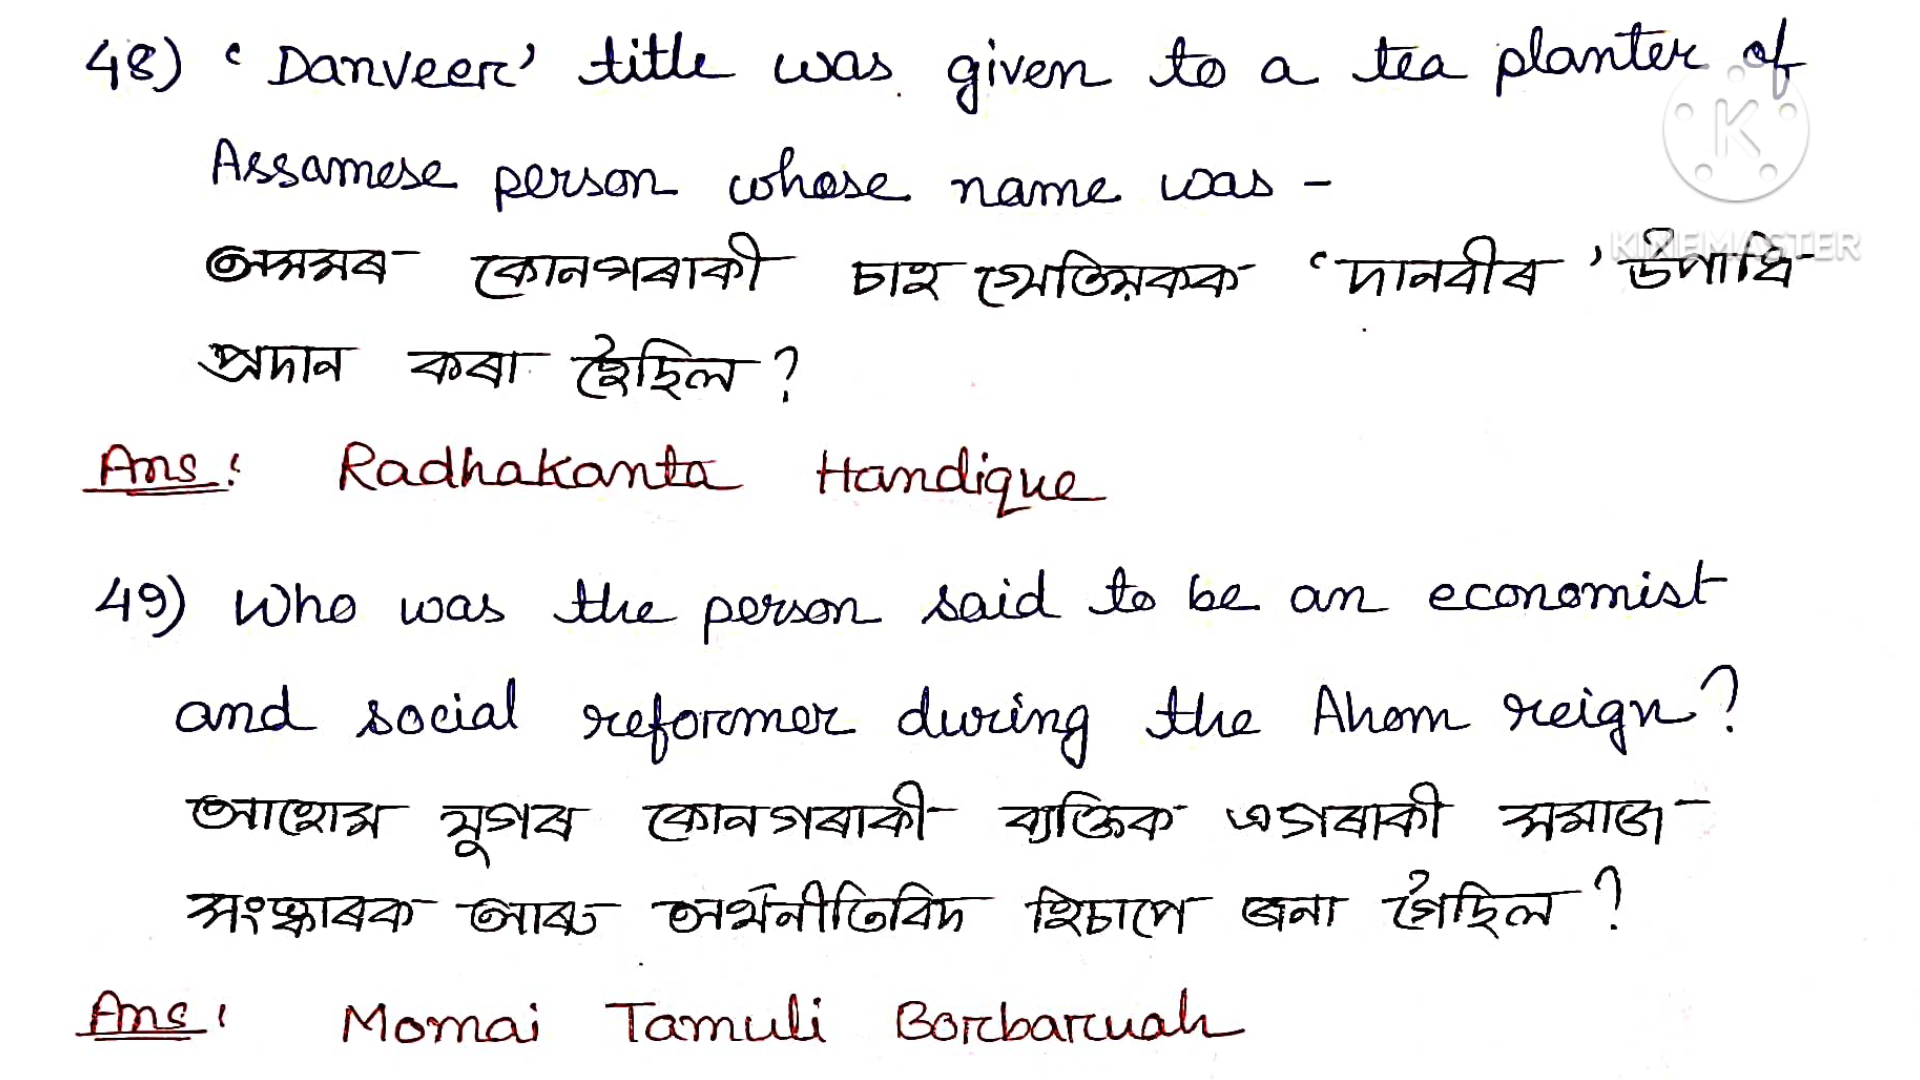 48) ‘Danveer’ title was given to a tea planter of
Assamese person whose name was -
অসমৰ কোনগৰাকী চাহ খেতিয়কক ‘দানবীৰ’ উপাধি
প্ৰদান কৰা হৈছিল?
Ans: Radhakanta Handique
49) Who was the person said to be an economist
and social reformer during the Ahom reign?
আহোম যুগৰ কোনগৰাকী ব্যক্তিক এগৰাকী সমাজ
সংস্কাৰক আৰু অৰ্থনীতিবিদ হিচাপে জনা গৈছিল?
Ans: Momai Tamuli Borbaruah
K
KINEMASTER